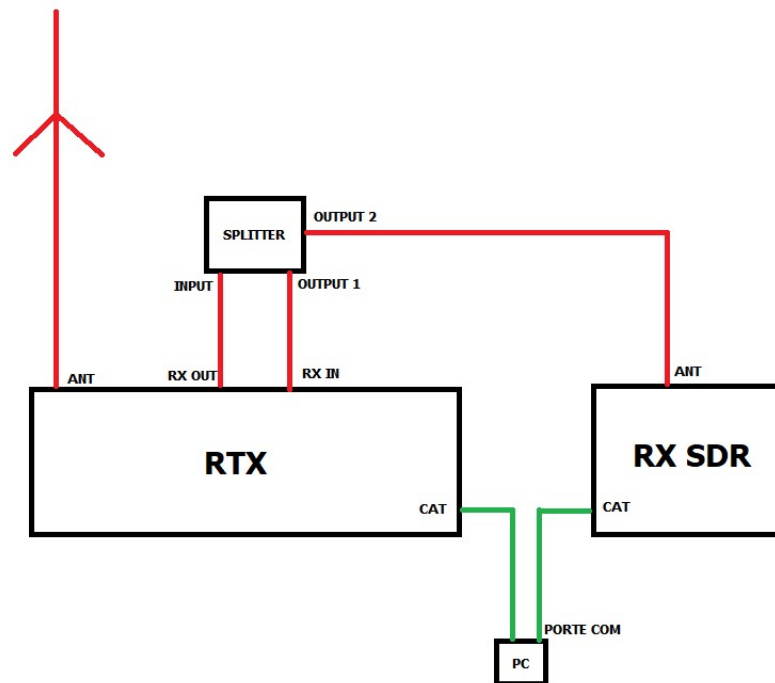 SPLITTER
OUTPUT 2
INPUT
OUTPUT 1
ANT
RX OUT
RX IN
ANT
RTX
RX SDR
CAT
CAT
PORTE COM
PC